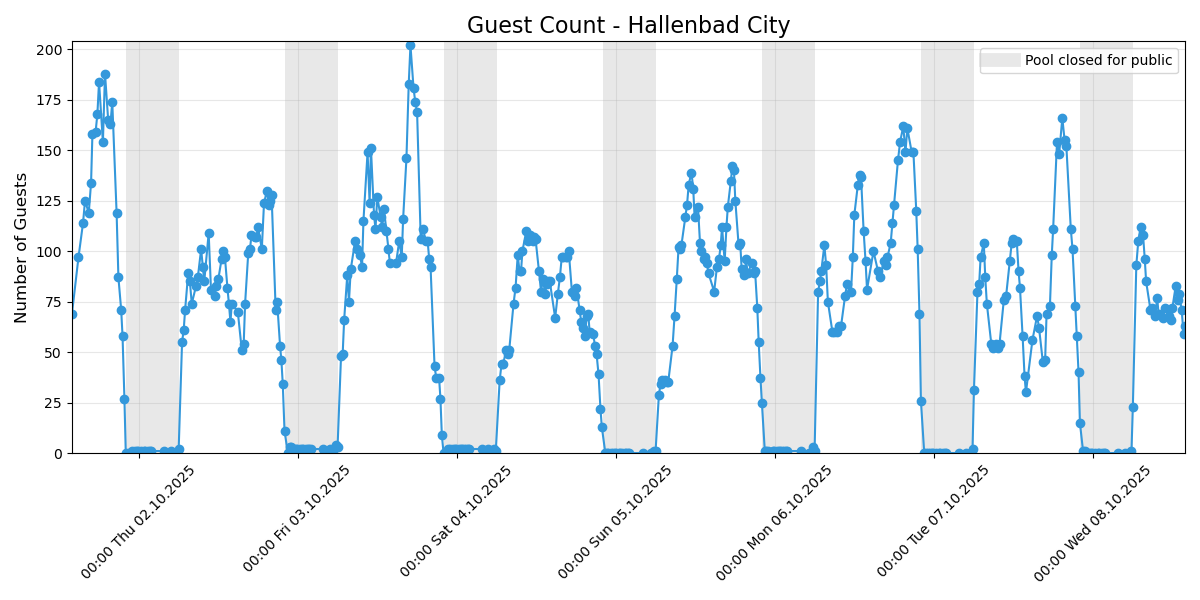 Guest Count - Hallenbad City
Number of Guests
200
175
150
125
100
75
50
25
0
Pool closed for public
00:00 Thu 02.10.2025
00:00 Fri 03.10.2025
00:00 Sat 04.10.2025
00:00 Sun 05.10.2025
00:00 Mon 06.10.2025
00:00 Tue 07.10.2025
00:00 Wed 08.10.2025